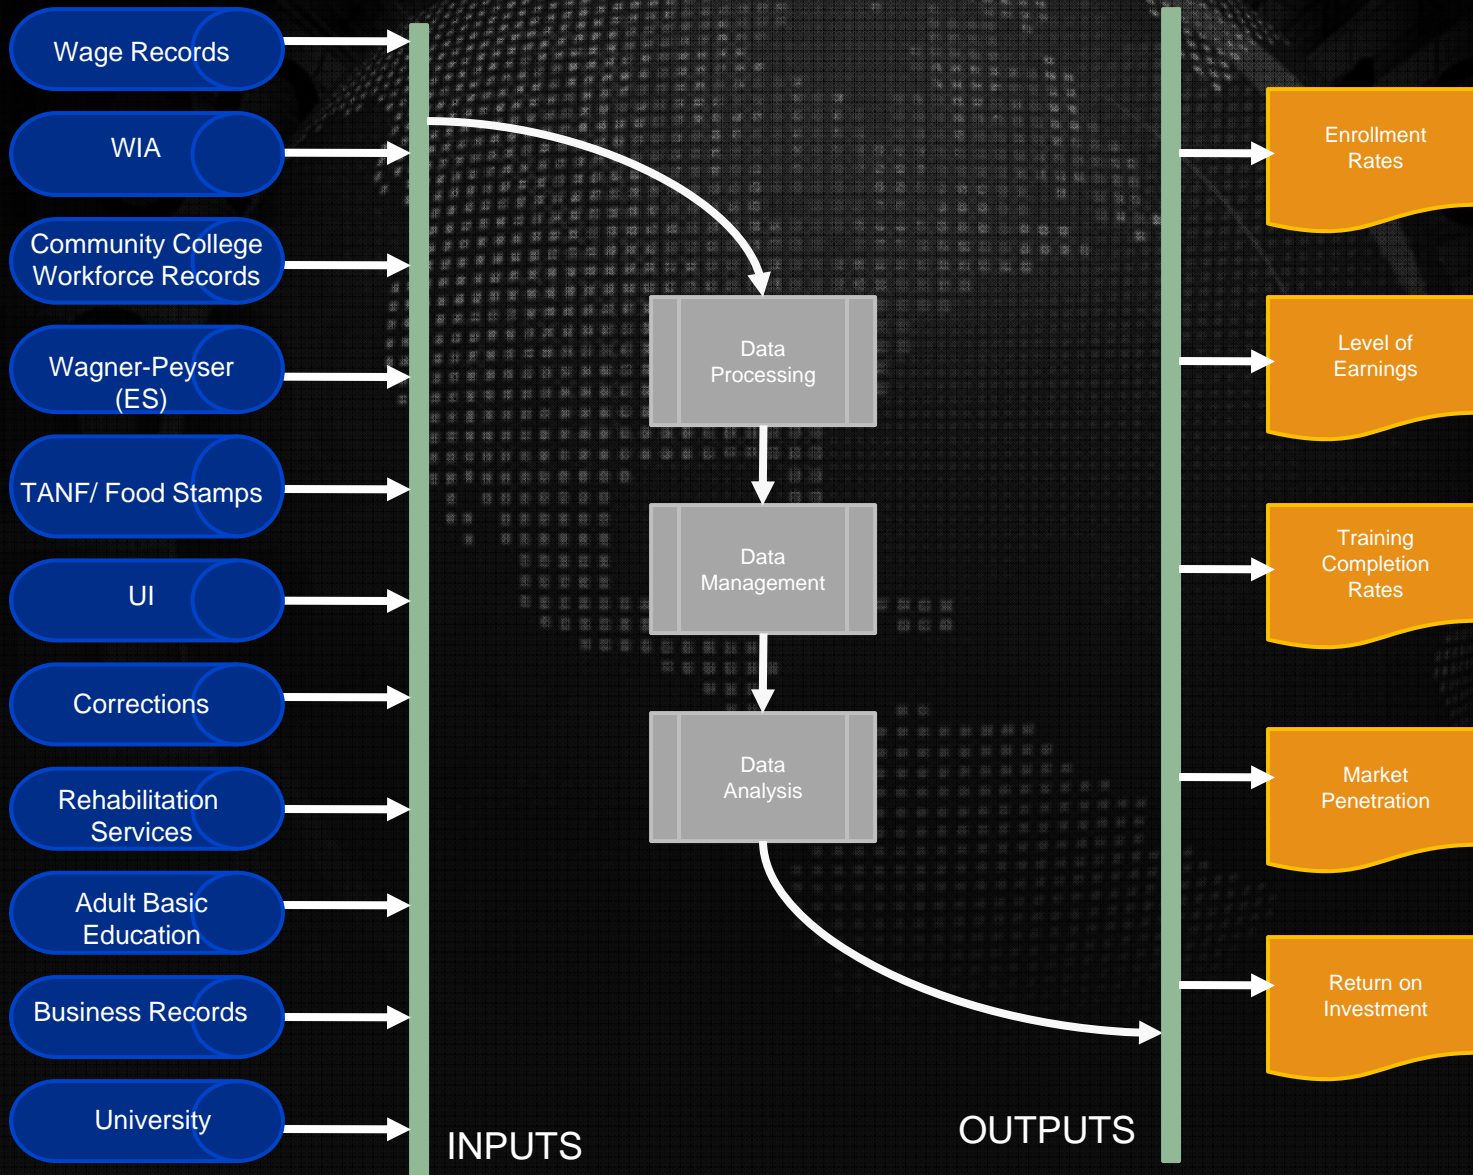 Wage Records
WIA
Community College
Workforce Records
Wagner-Peyser
(ES)
TANF/ Food Stamps
UI
Corrections
Rehabilitation
Services
Adult Basic
Education
Business Records
University
INPUTS
Data
Processing
Data
Management
Data
Analysis
OUTPUTS
Enrollment
Rates
Level of
Earnings
Training
Completion
Rates
Market
Penetration
Return on
Investment